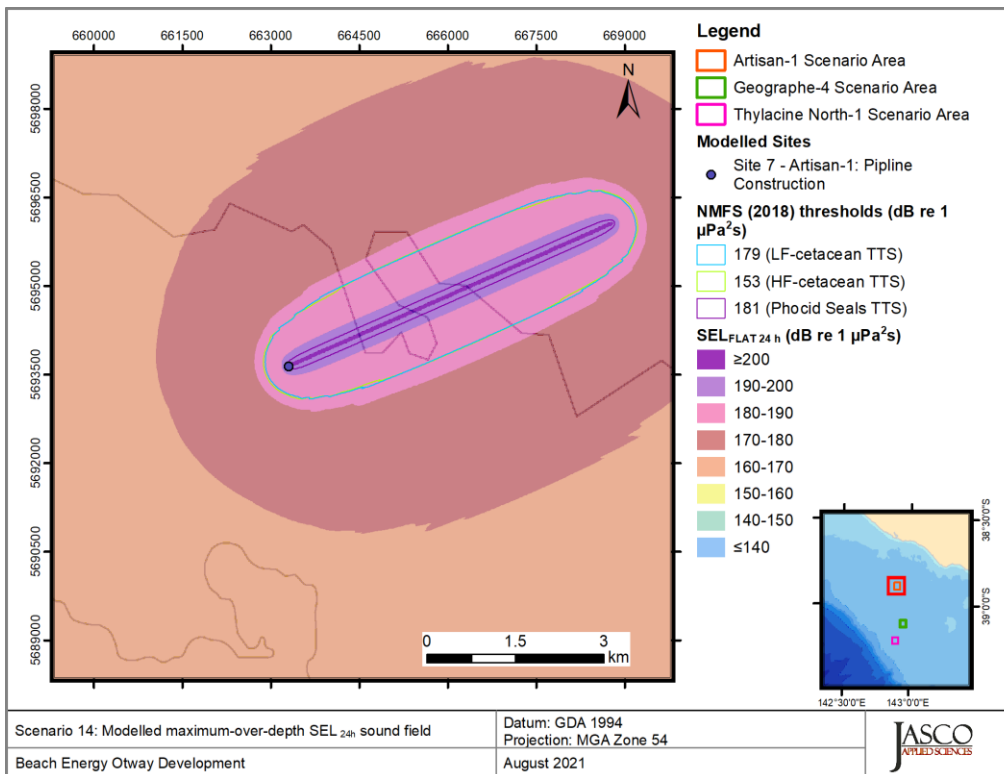 660000 661500 663000 664500 666000 667500 669000
5698000
5696500
5695000
5693500
5692000
5690500
5689000
N
0 1.5 3
km
Legend
Artisan-1 Scenario Area
Geographe-4 Scenario Area
Thylacine North-1 Scenario Area
Modelled Sites
Site 7 - Artisan-1: Pipline
Construction
NMFS (2018) thresholds (dB re 1
µPa²s)
179 (LF-cetacean TTS)
153 (HF-cetacean TTS)
181 (Phocid Seals TTS)
SEL FLAT 24 h (dB re 1 µPa²s)
≥200
190-200
180-190
170-180
160-170
150-160
140-150
≤140
38°30'S
39°0'S
142°30'E 143°0'0"E
Scenario 14: Modelled maximum-over-depth SEL 24h sound field
Datum: GDA 1994
Projection: MGA Zone 54
Beach Energy Otway Development
August 2021
JASCO
APPLIED SCIENCES